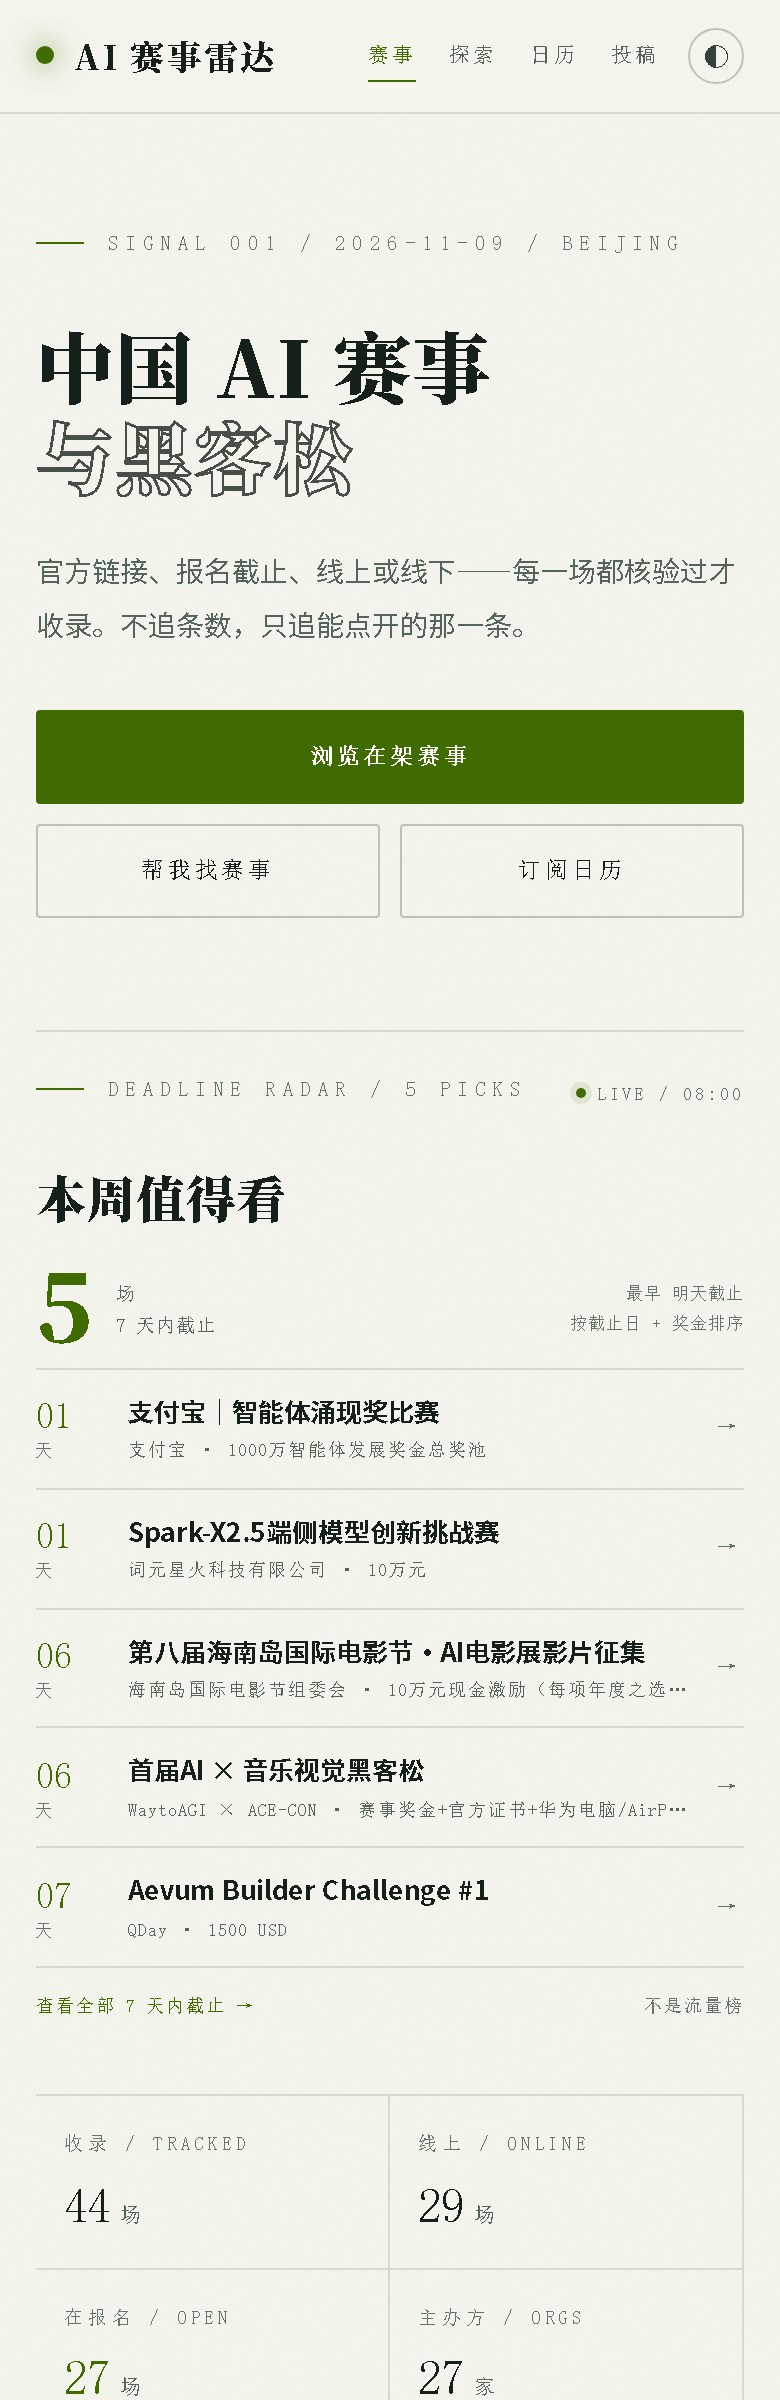 AI 赛事雷达
赛事 探索 日历 投稿
SIGNAL 001 / 2026-11-09 / BEIJING
中国 AI 赛事
与黑客松
官方链接、报名截止、线上或线下——每一场都核验过才
收录。不追条数，只追能点开的那一条。
浏览在架赛事
帮我找赛事 订阅日历
DEADLINE RADAR / 5 PICKS LIVE / 08:00
本周值得看
5 场 最早 明天截止
7 天内截止 按截止日 + 奖金排序
01 支付宝｜智能体涌现奖比赛 →
天 支付宝 · 1000万智能体发展奖金总奖池
01 Spark-X2.5端侧模型创新挑战赛 →
天 词元星火科技有限公司 · 10万元
06 第八届海南岛国际电影节·AI电影展影片征集 →
天 海南岛国际电影节组委会 · 10万元现金激励（每项年度之选…
06 首届AI × 音乐视觉黑客松 →
天 WaytoAGI × ACE-CON · 赛事奖金+官方证书+华为电脑/AirP…
07 Aevum Builder Challenge #1 →
天 QDay · 1500 USD
查看全部 7 天内截止 → 不是流量榜
收录 / TRACKED 线上 / ONLINE
44 场 29 场
在报名 / OPEN 主办方 / ORGS
27 场 27 家